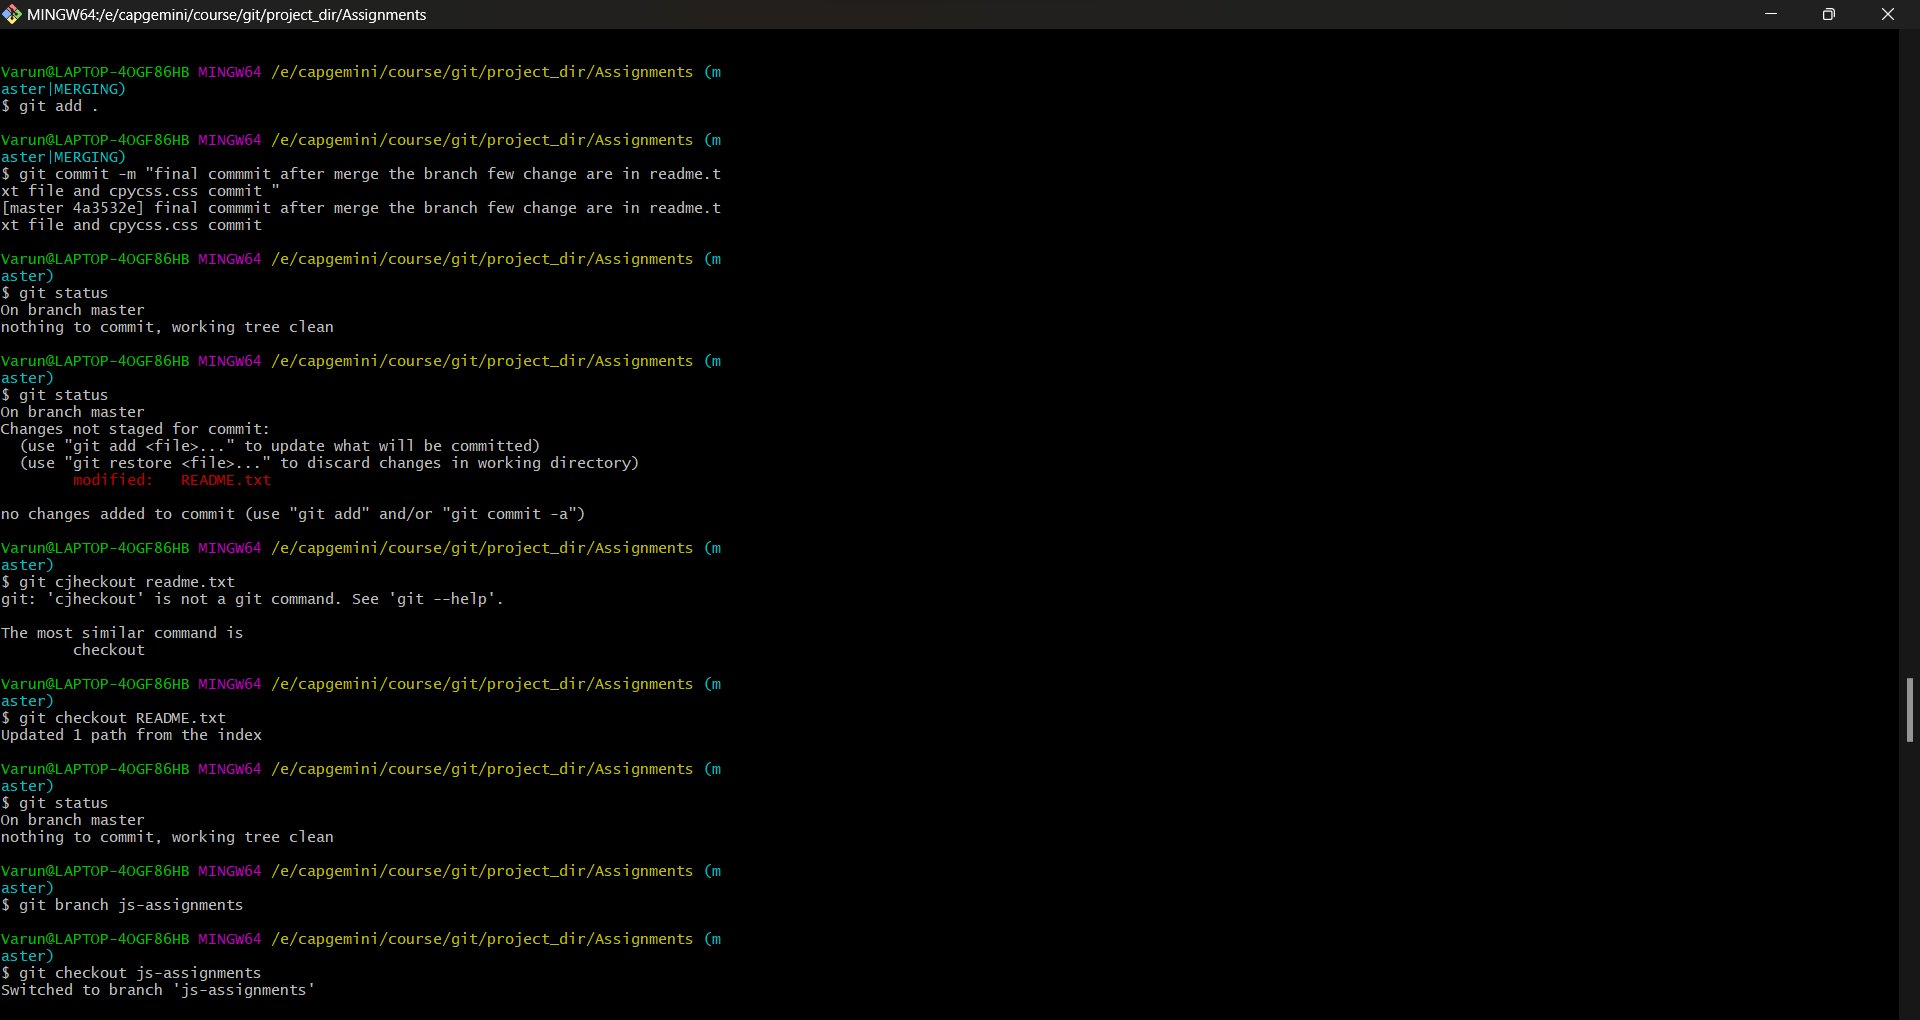 MINGW64:/e/capgemini/course/git/project_dir/Assignments
Varun@LAPTOP-4OGF86HB MINGW64 /e/capgemini/course/git/project_dir/Assignments (m
aster|MERGING)
$ git add .
Varun@LAPTOP-4OGF86HB MINGW64 /e/capgemini/course/git/project_dir/Assignments (m
aster|MERGING)
$ git commit -m "final commmit after merge the branch few change are in readme.t
xt file and cpycss.css commit "
[master 4a3532e] final commmit after merge the branch few change are in readme.t
xt file and cpycss.css commit
Varun@LAPTOP-4OGF86HB MINGW64 /e/capgemini/course/git/project_dir/Assignments (m
aster)
$ git status
On branch master
nothing to commit, working tree clean
Varun@LAPTOP-4OGF86HB MINGW64 /e/capgemini/course/git/project_dir/Assignments (m
aster)
$ git status
On branch master
Changes not staged for commit:
  (use "git add <file>..." to update what will be committed)
  (use "git restore <file>..." to discard changes in working directory)
        modified:   README.txt
no changes added to commit (use "git add" and/or "git commit -a")
Varun@LAPTOP-4OGF86HB MINGW64 /e/capgemini/course/git/project_dir/Assignments (m
aster)
$ git cjheckout readme.txt
git: 'cjheckout' is not a git command. See 'git --help'.
The most similar command is
        checkout
Varun@LAPTOP-4OGF86HB MINGW64 /e/capgemini/course/git/project_dir/Assignments (m
aster)
$ git checkout README.txt
Updated 1 path from the index
Varun@LAPTOP-4OGF86HB MINGW64 /e/capgemini/course/git/project_dir/Assignments (m
aster)
$ git status
On branch master
nothing to commit, working tree clean
Varun@LAPTOP-4OGF86HB MINGW64 /e/capgemini/course/git/project_dir/Assignments (m
aster)
$ git branch js-assignments
Varun@LAPTOP-4OGF86HB MINGW64 /e/capgemini/course/git/project_dir/Assignments (m
aster)
$ git checkout js-assignments
Switched to branch 'js-assignments'